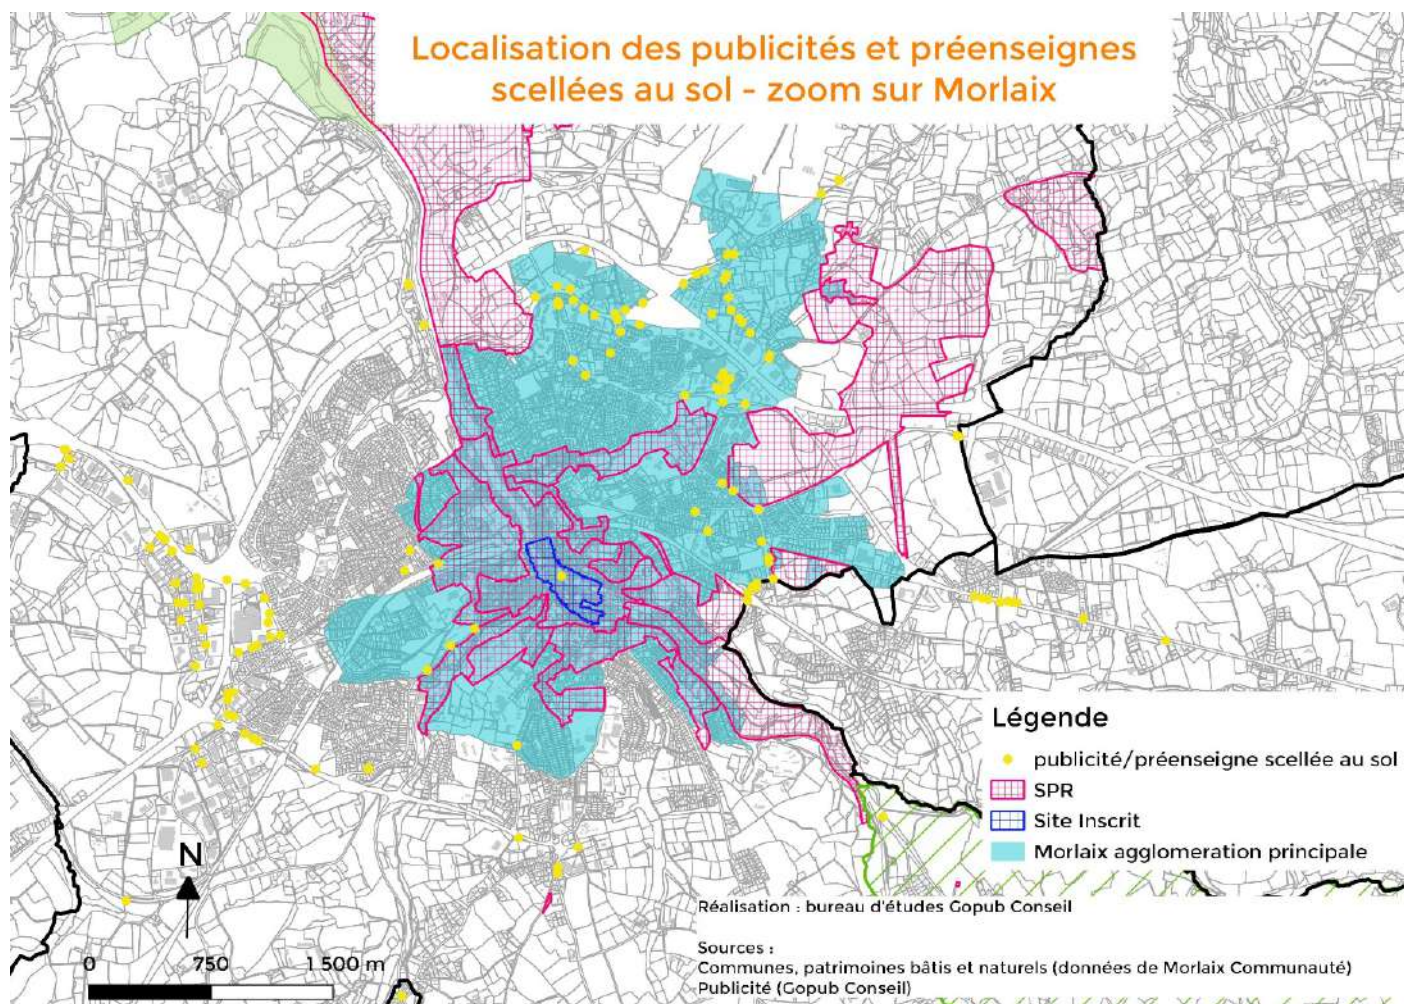 Localisation des publicités et préenseignes
scellées au sol - zoom sur Morlaix
Légende
publicité/préenseigne scellée au sol
SPR
Site Inscrit
Morlaix agglomeration principale
N
0 750 1 500 m
Réalisation : bureau d'études Gopub Conseil
Sources :
Communes, patrimoines bâtis et naturels (données de Morlaix Communauté)
Publicité (Gopub Conseil)